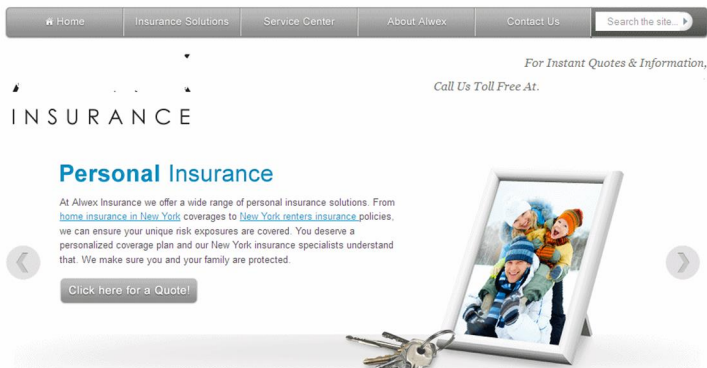 Home
Insurance Solutions
Service Center
About Alwex
Contact Us
Search the site...
For Instant Quotes & Information,
Call Us Toll Free At.
INSURANCE
Personal Insurance
At Alwex Insurance we offer a wide range of personal insurance solutions. From
home insurance in New York coverages to New York renters insurance policies,
we can ensure your unique risk exposures are covered. You deserve a
personalized coverage plan and our New York insurance specialists understand
that. We make sure you and your family are protected.
Click here for a Quote!